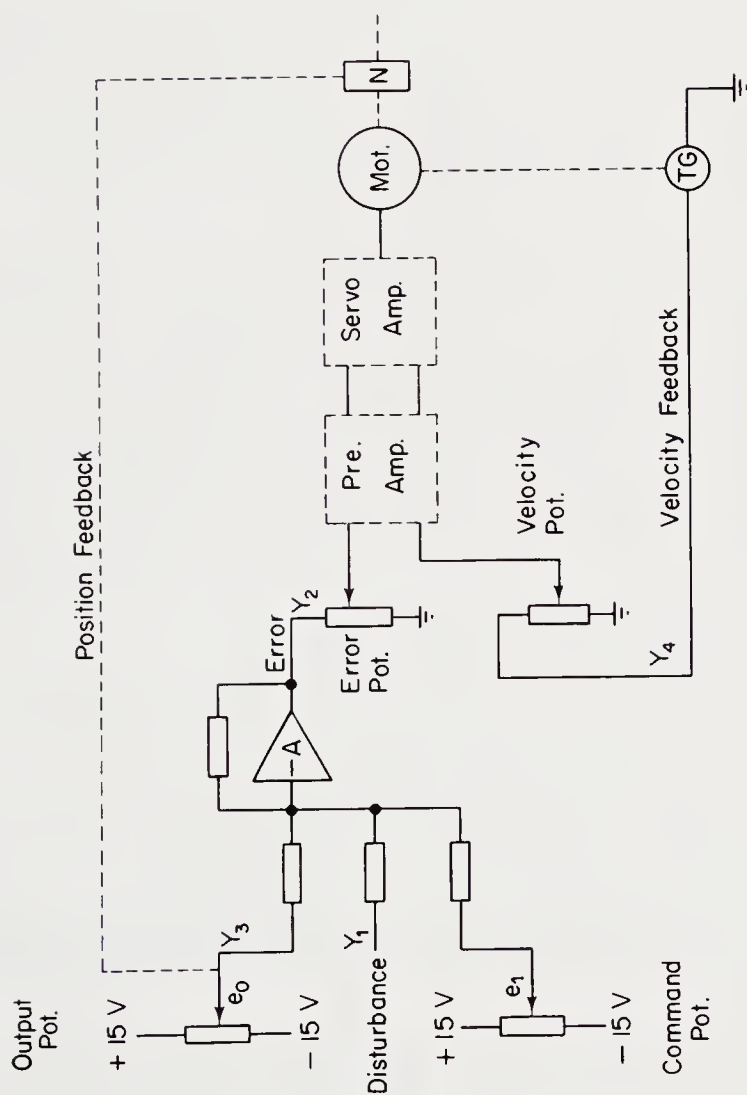 Output
Pot.
+ 15 V
e0
− 15 V
Y3
Position Feedback
Disturbance
Y1
+ 15 V
e1
− 15 V
Command
Pot.
−A
Error
Y2
Error
Pot.
Pre.
Amp.
Servo
Amp.
Mot.
N
Velocity
Pot.
Y4
Velocity Feedback
TG